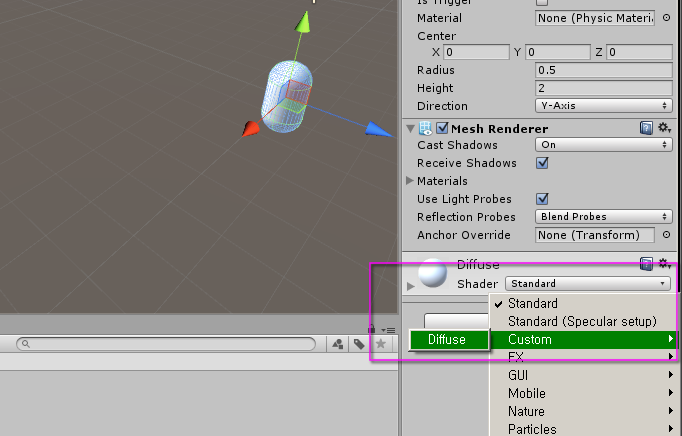 Is Trigger
Material None (Physic Materia
Center
X 0 Y 0 Z 0
Radius 0.5
Height 2
Direction Y-Axis
Mesh Renderer
Cast Shadows On
Receive Shadows
Materials
Use Light Probes
Reflection Probes Blend Probes
Anchor Override None (Transform)
Diffuse
Shader Standard
Standard
Standard (Specular setup)
Diffuse Custom
FX
GUI
Mobile
Nature
Particles